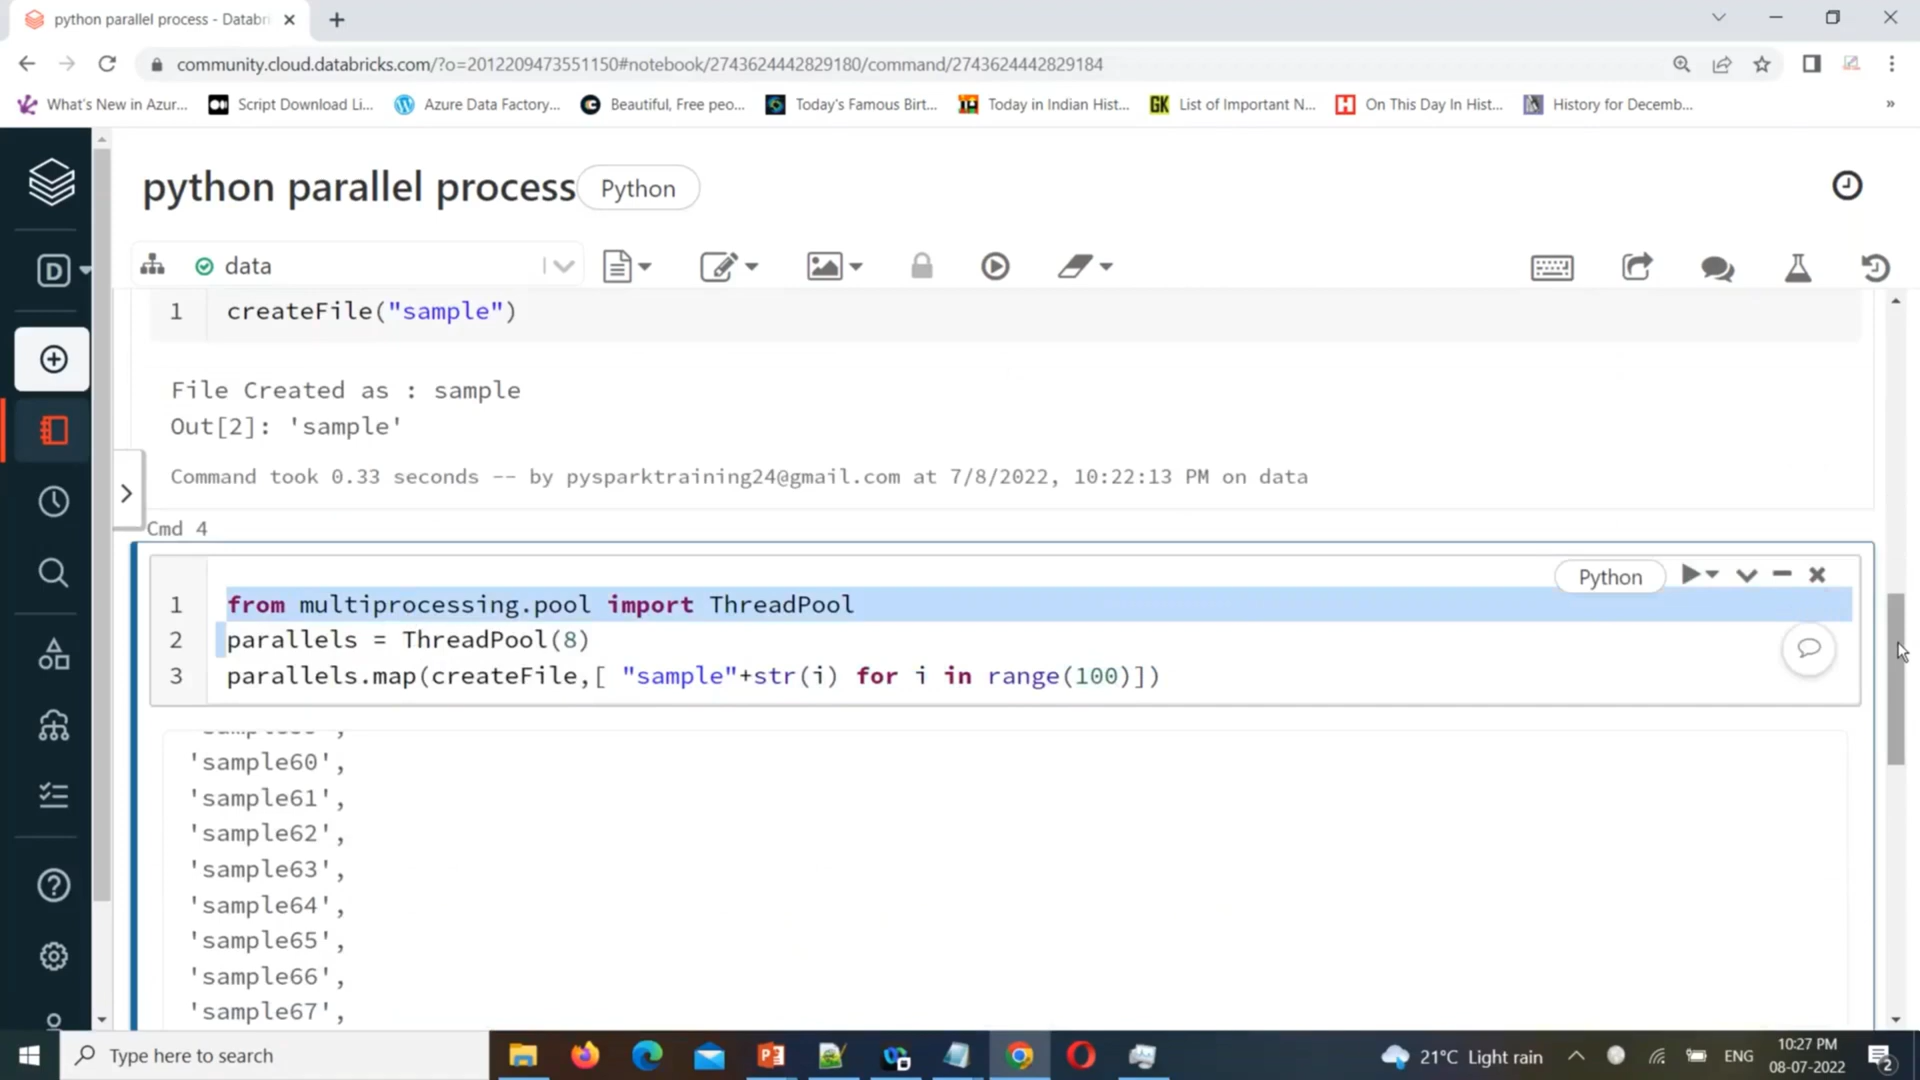 python parallel process - Databri
community.cloud.databricks.com/?o=2012209473551150#notebook/2743624442829180/command/2743624442829184
What's New in Azur...
Script Download Li...
Azure Data Factory...
Beautiful, Free peo...
Today's Famous Birt...
Today in Indian Hist...
GK List of Important N...
H On This Day In Hist...
History for Decemb...
»
python parallel process Python
D
data
1 createFile("sample")
File Created as : sample
Out[2]: 'sample'
Command took 0.33 seconds -- by pysparktraining24@gmail.com at 7/8/2022, 10:22:13 PM on data
Cmd 4
Python
1 from multiprocessing.pool import ThreadPool
2 parallels = ThreadPool(8)
3 parallels.map(createFile,[ "sample"+str(i) for i in range(100)])
'sample60',
'sample61',
'sample62',
'sample63',
'sample64',
'sample65',
'sample66',
'sample67',
Type here to search
21°C Light rain
ENG
10:27 PM
08-07-2022
2